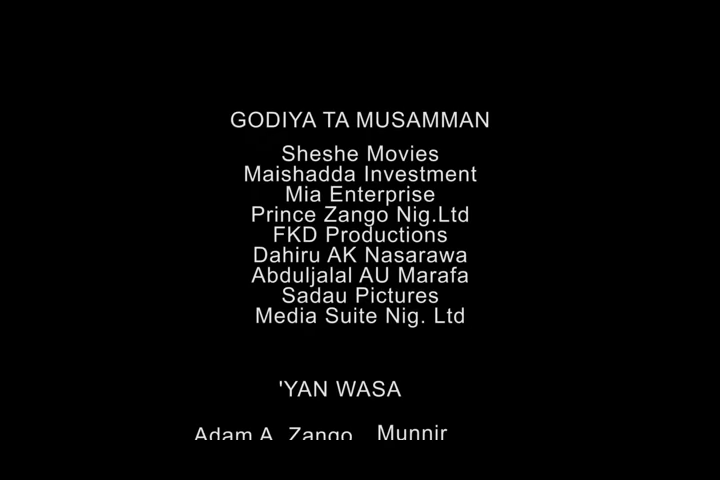 GODIYA TA MUSAMMAN
Sheshe Movies
Maishadda Investment
Mia Enterprise
Prince Zango Nig.Ltd
FKD Productions
Dahiru AK Nasarawa
Abduljalal AU Marafa
Sadau Pictures
Media Suite Nig. Ltd
'YAN WASA
Adam A. Zango Munnir